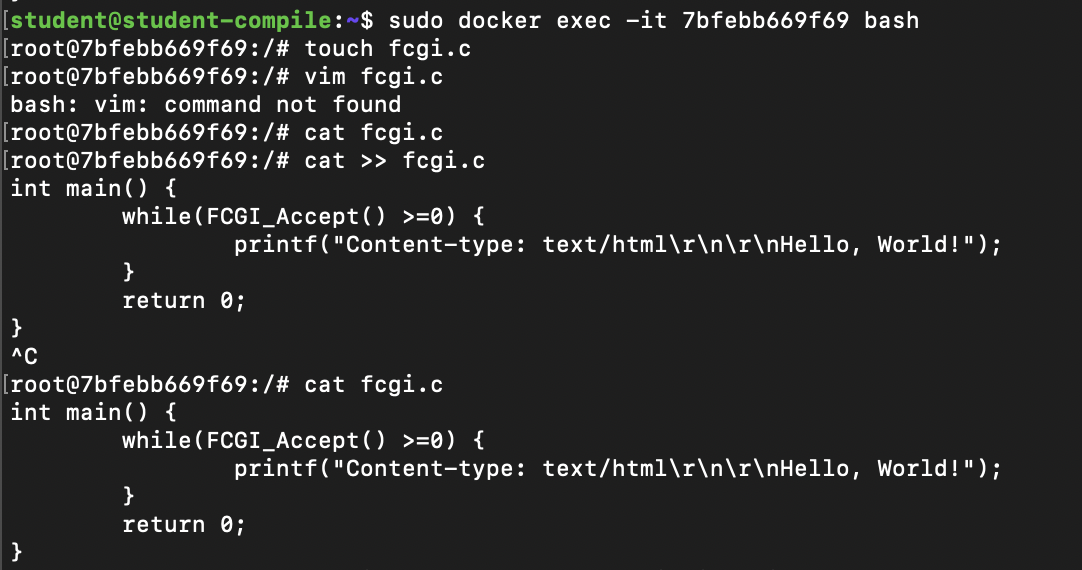 [student@student-compile:~$ sudo docker exec -it 7bfebb669f69 bash
[root@7bfebb669f69:/# touch fcgi.c
[root@7bfebb669f69:/# vim fcgi.c
bash: vim: command not found
[root@7bfebb669f69:/# cat fcgi.c
[root@7bfebb669f69:/# cat >> fcgi.c
int main() {
        while(FCGI_Accept() >=0) {
                printf("Content-type: text/html\r\n\r\nHello, World!");
        }
        return 0;
}
^C
[root@7bfebb669f69:/# cat fcgi.c
int main() {
        while(FCGI_Accept() >=0) {
                printf("Content-type: text/html\r\n\r\nHello, World!");
        }
        return 0;
}